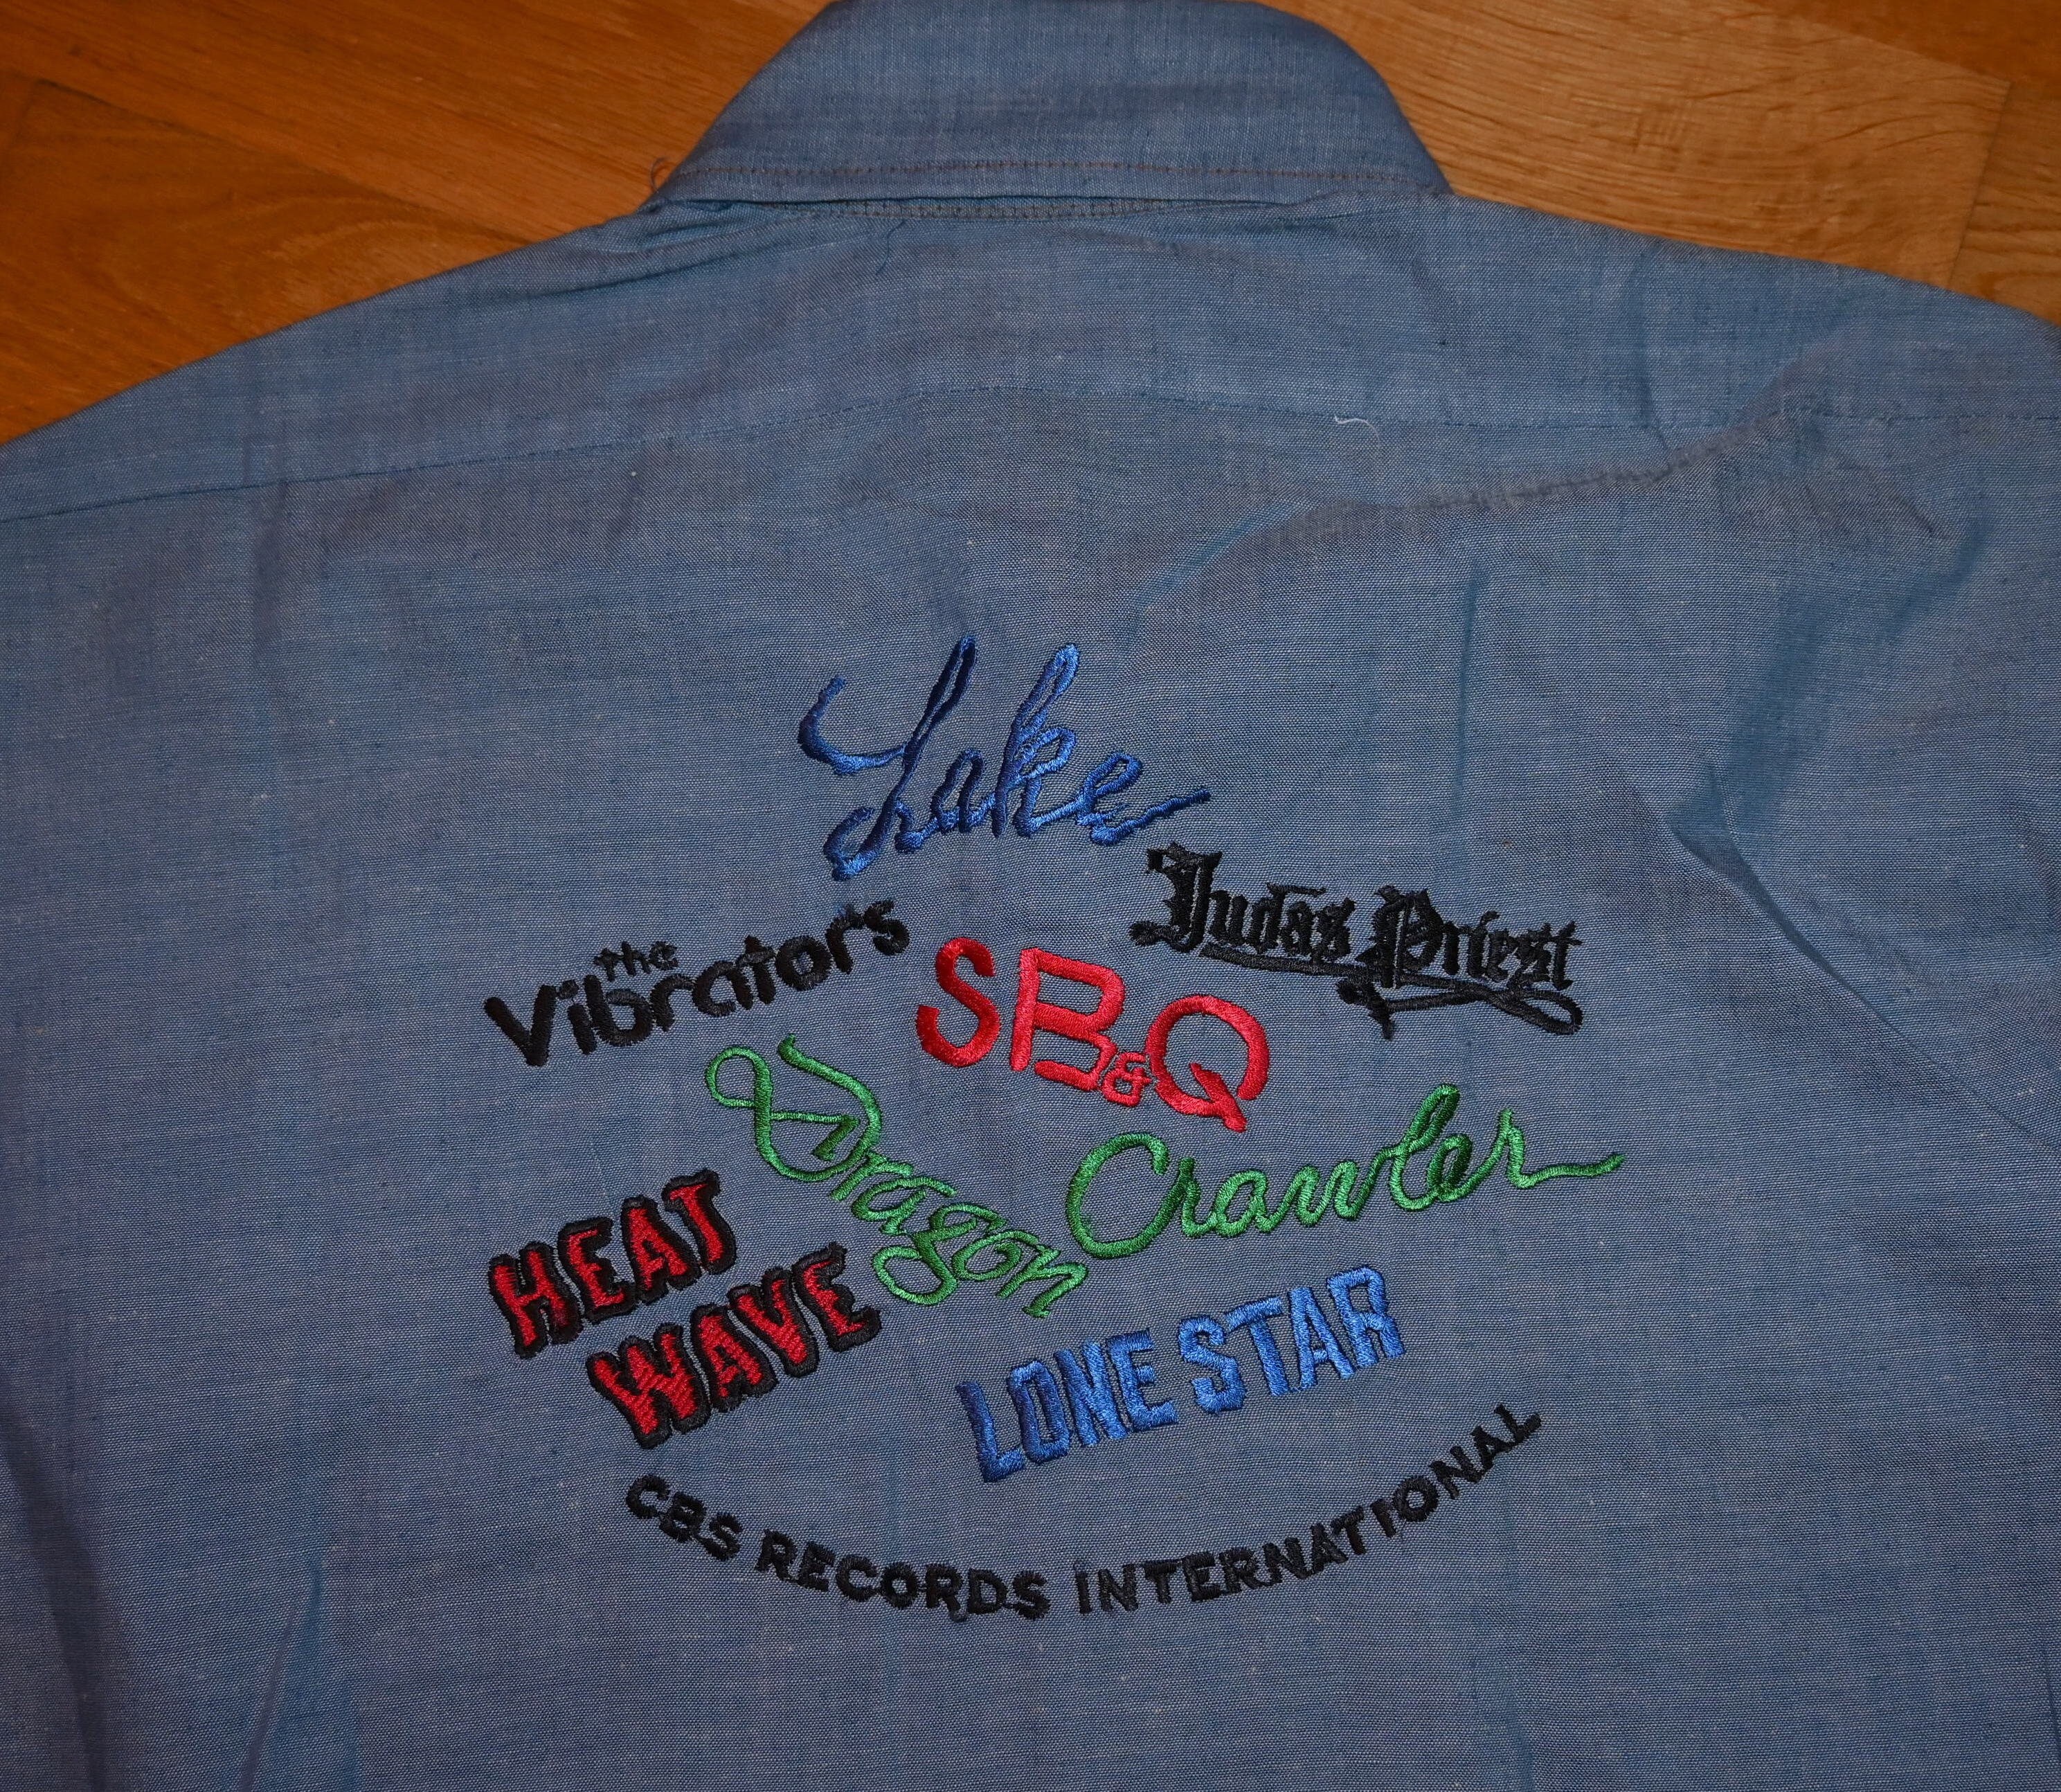 Lake
the
Vibrators
Judas Priest
SB&Q
Dragon
Crawler
HEAT
WAVE
LONE STAR
CBS RECORDS INTERNATIONAL